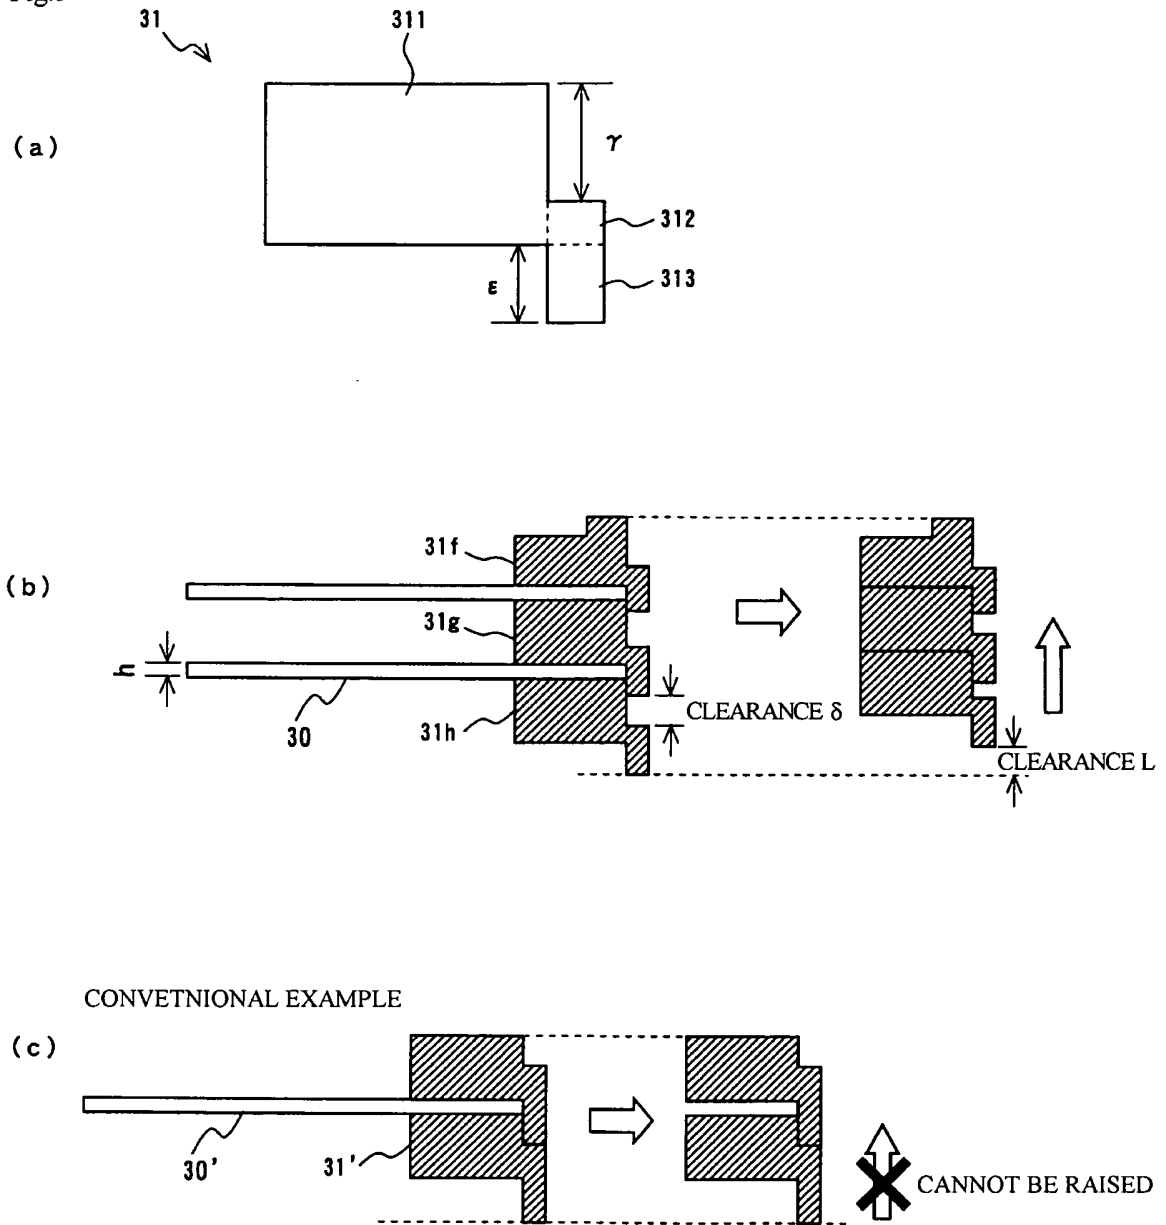 31
311
(a)
γ
312
ε
313
31f
(b)
31g
h
CLEARANCE δ
30
31h
CLEARANCE L
CONVETNIONAL EXAMPLE
(c)
30'
31'
CANNOT BE RAISED